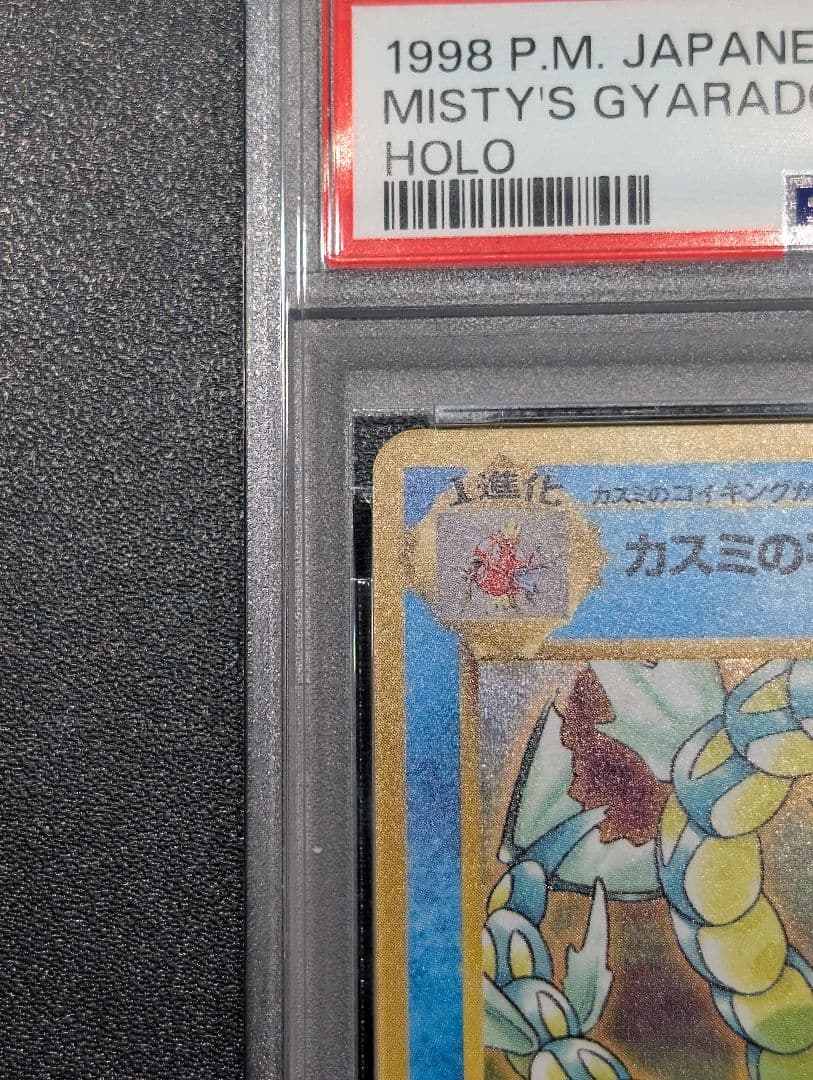 1998 P.M. JAPANE
MISTY'S GYARADO
HOLO
1進化
カスミのコイキングか
カスミの